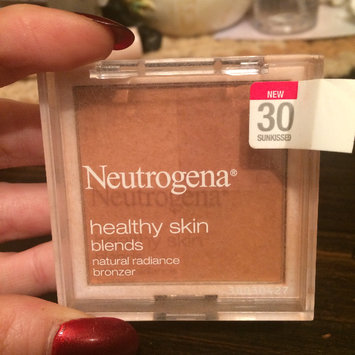 NEW
30
SUNKISSED
Neutrogena®
healthy skin
blends
natural radiance
bronzer